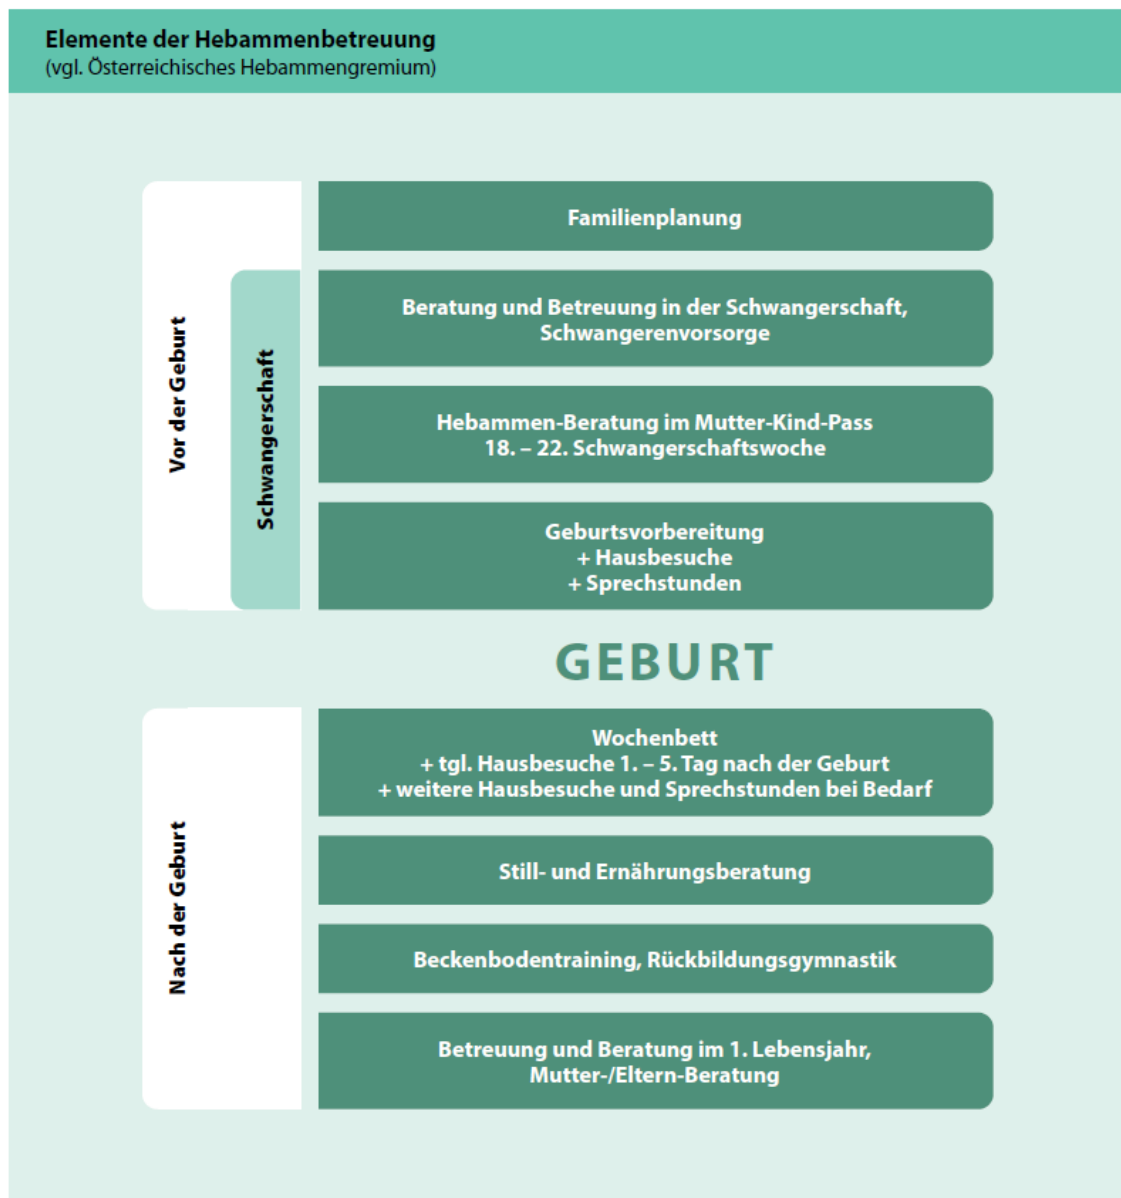 Elemente der Hebammenbetreuung
(vgl. Österreichisches Hebammengremium)
Vor der Geburt
Schwangerschaft
Familienplanung
Beratung und Betreuung in der Schwangerschaft,
Schwangerenvorsorge
Hebammen-Beratung im Mutter-Kind-Pass
18. – 22. Schwangerschaftswoche
Geburtsvorbereitung
+ Hausbesuche
+ Sprechstunden
GEBURT
Nach der Geburt
Wochenbett
+ tgl. Hausbesuche 1. – 5. Tag nach der Geburt
+ weitere Hausbesuche und Sprechstunden bei Bedarf
Still- und Ernährungsberatung
Beckenbodentraining, Rückbildungsgymnastik
Betreuung und Beratung im 1. Lebensjahr,
Mutter-/Eltern-Beratung